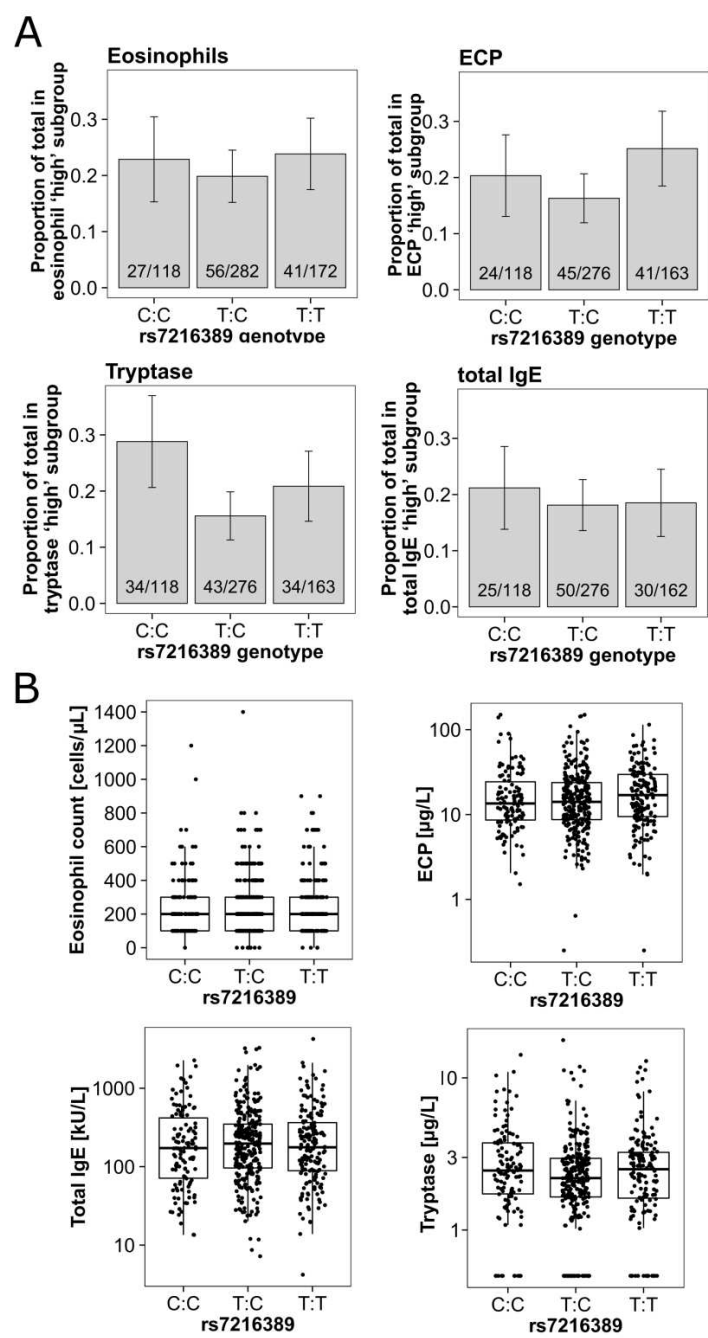 A
Eosinophils
Proportion of total in
eosinophil 'high' subgroup
0.3
0.2
0.1
0.0
27/118 56/282 41/172
C:C T:C T:T
rs7216389 genotype
ECP
Proportion of total in
ECP 'high' subgroup
0.3
0.2
0.1
0.0
24/118 45/276 41/163
C:C T:C T:T
rs7216389 genotype
Tryptase
Proportion of total in
tryptase 'high' subgroup
0.3
0.2
0.1
0.0
34/118 43/276 34/163
C:C T:C T:T
rs7216389 genotype
total IgE
Proportion of total in
total IgE 'high' subgroup
0.3
0.2
0.1
0.0
25/118 50/276 30/162
C:C T:C T:T
rs7216389 genotype
B
Eosinophil count [cells/µL]
1400
1200
1000
800
600
400
200
0
C:C T:C T:T
rs7216389
ECP [µg/L]
100
10
1
C:C T:C T:T
rs7216389
Total IgE [kU/L]
1000
100
10
C:C T:C T:T
rs7216389
Tryptase [µg/L]
10
3
1
C:C T:C T:T
rs7216389